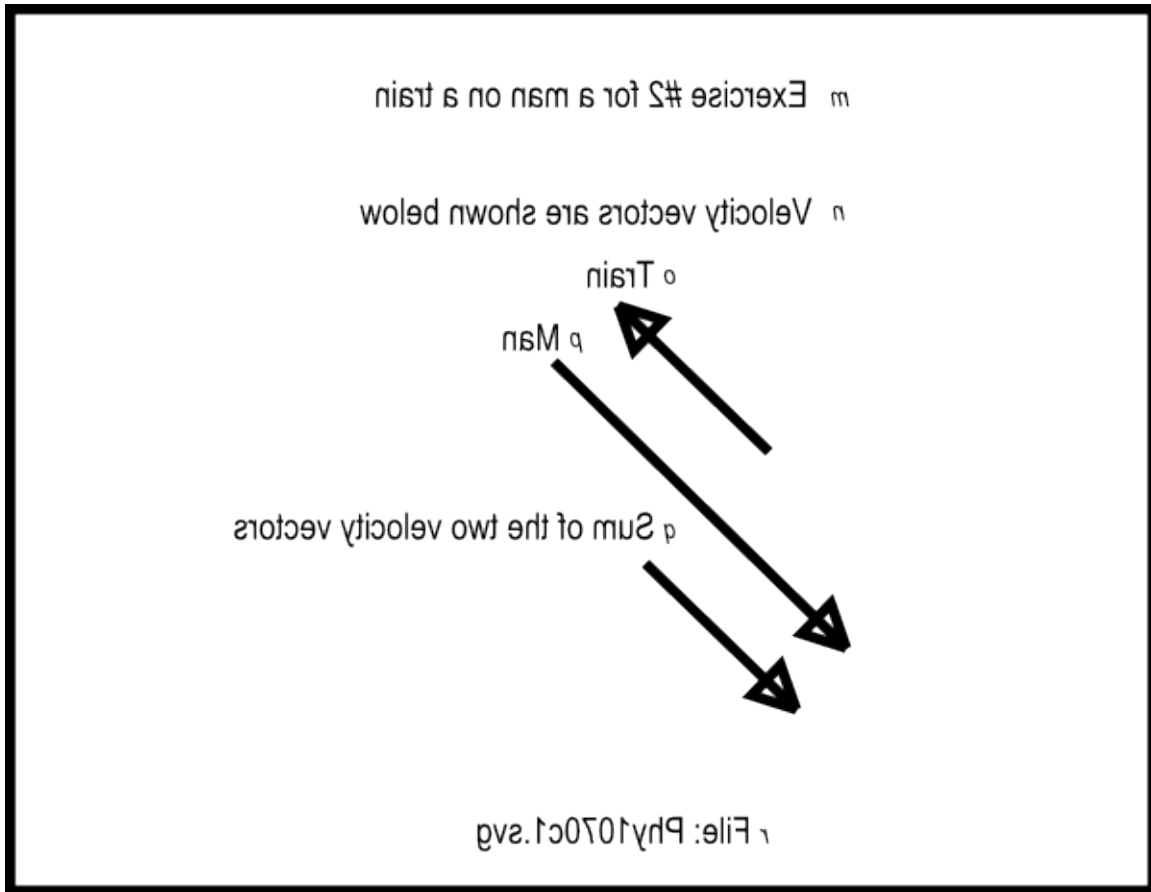 m Exercise #2 for a man on a train
n Velocity vectors are shown below
o Train
p Man
q Sum of the two velocity vectors
r File: Phy1070c1.svg